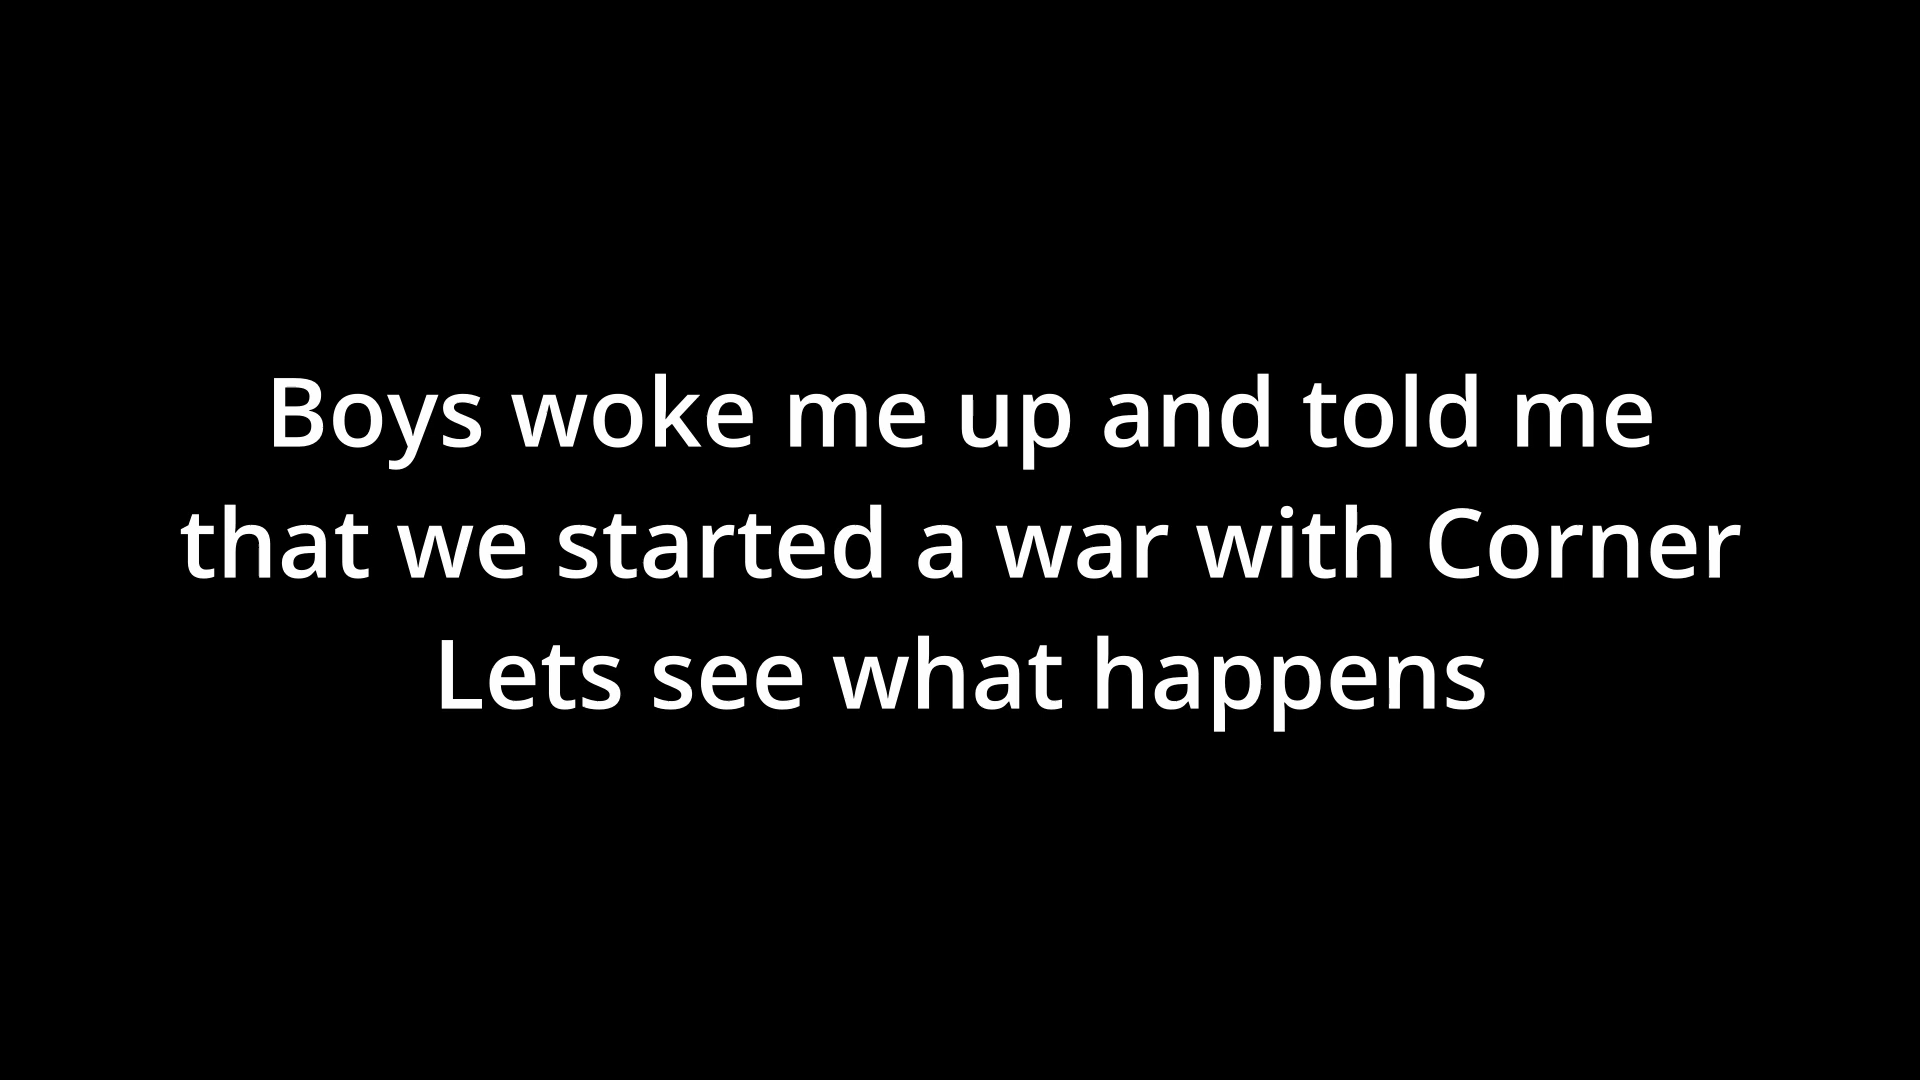 Boys woke me up and told me
that we started a war with Corner
Lets see what happens